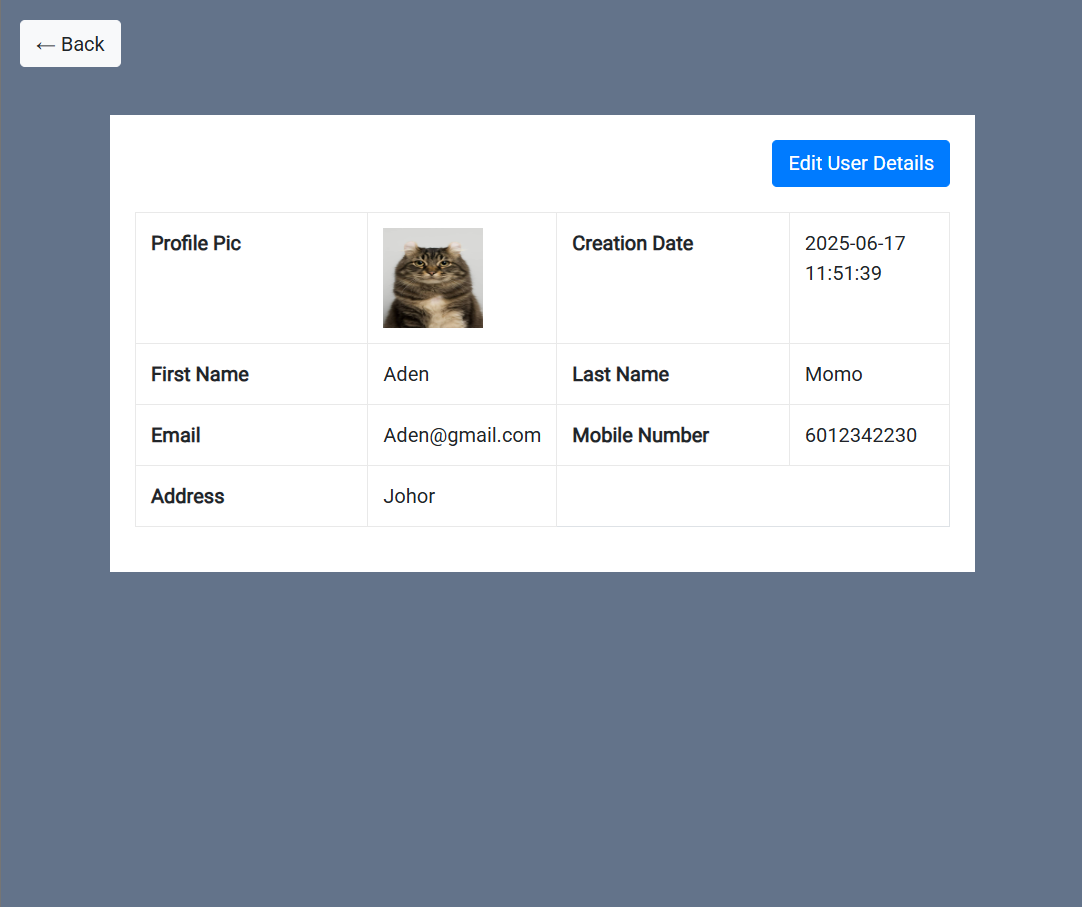 ← Back
Edit User Details
Profile Pic
Creation Date
2025-06-17
11:51:39
First Name
Aden
Last Name
Momo
Email
Aden@gmail.com
Mobile Number
6012342230
Address
Johor